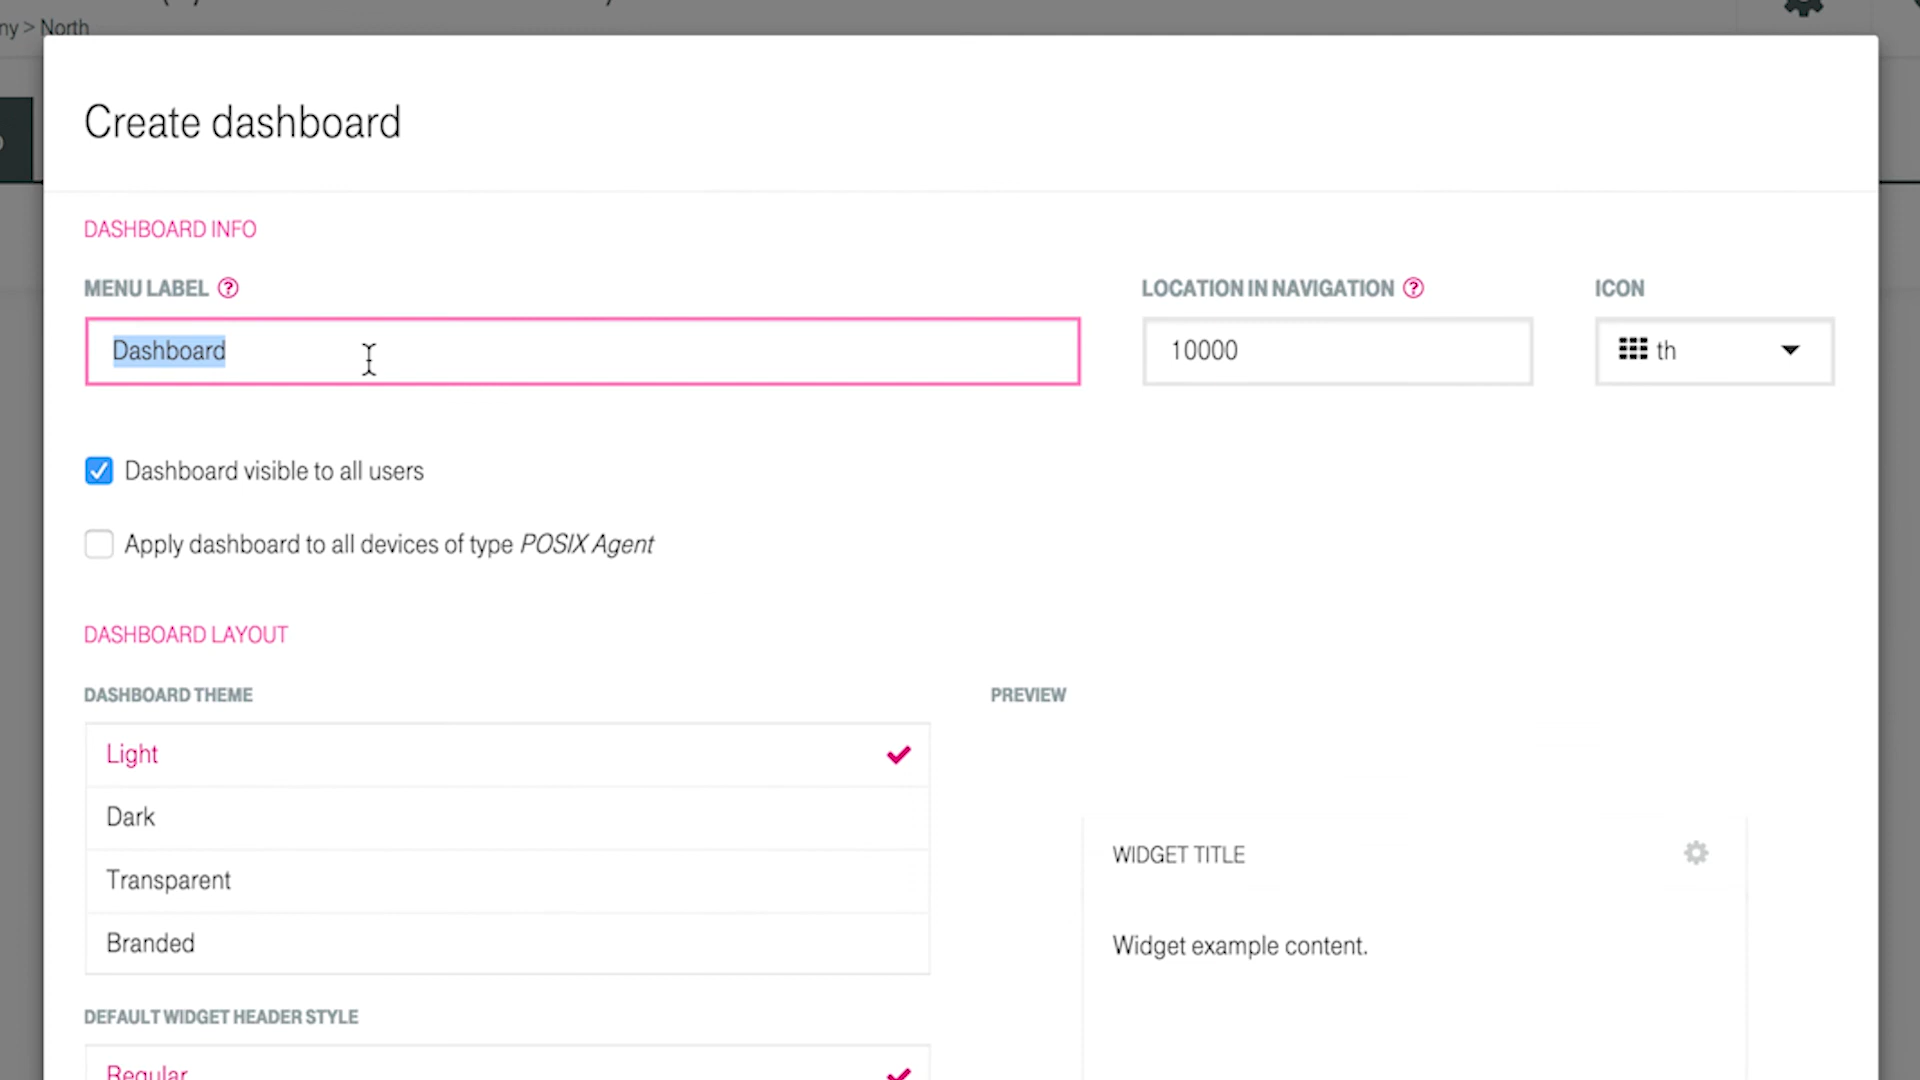 > North
Create dashboard
DASHBOARD INFO
MENU LABEL ?
LOCATION IN NAVIGATION ?
ICON
Dashboard
10000
th
Dashboard visible to all users
Apply dashboard to all devices of type POSIX Agent
DASHBOARD LAYOUT
DASHBOARD THEME
PREVIEW
Light
Dark
Transparent
Branded
WIDGET TITLE
Widget example content.
DEFAULT WIDGET HEADER STYLE
Regular